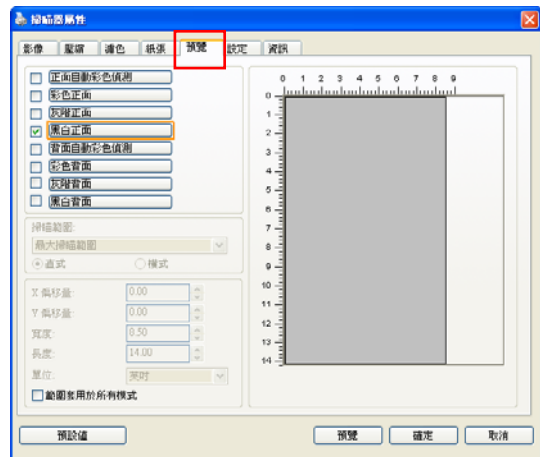 掃瞄器屬性
影像 壓縮 濾色 紙張 預覽 設定 資訊
正面自動彩色偵測
彩色正面
灰階正面
黑白正面
背面自動彩色偵測
彩色背面
灰階背面
黑白背面
掃瞄範圍:
最大掃瞄範圍
直式 橫式
X 偏移量: 0.00
Y 偏移量: 0.00
寬度: 8.50
長度: 14.00
單位: 英吋
範圍套用於所有模式
0 1 2 3 4 5 6 7 8 9
0
1
2
3
4
5
6
7
8
9
10
11
12
13
14
預設值 預覽 確定 取消